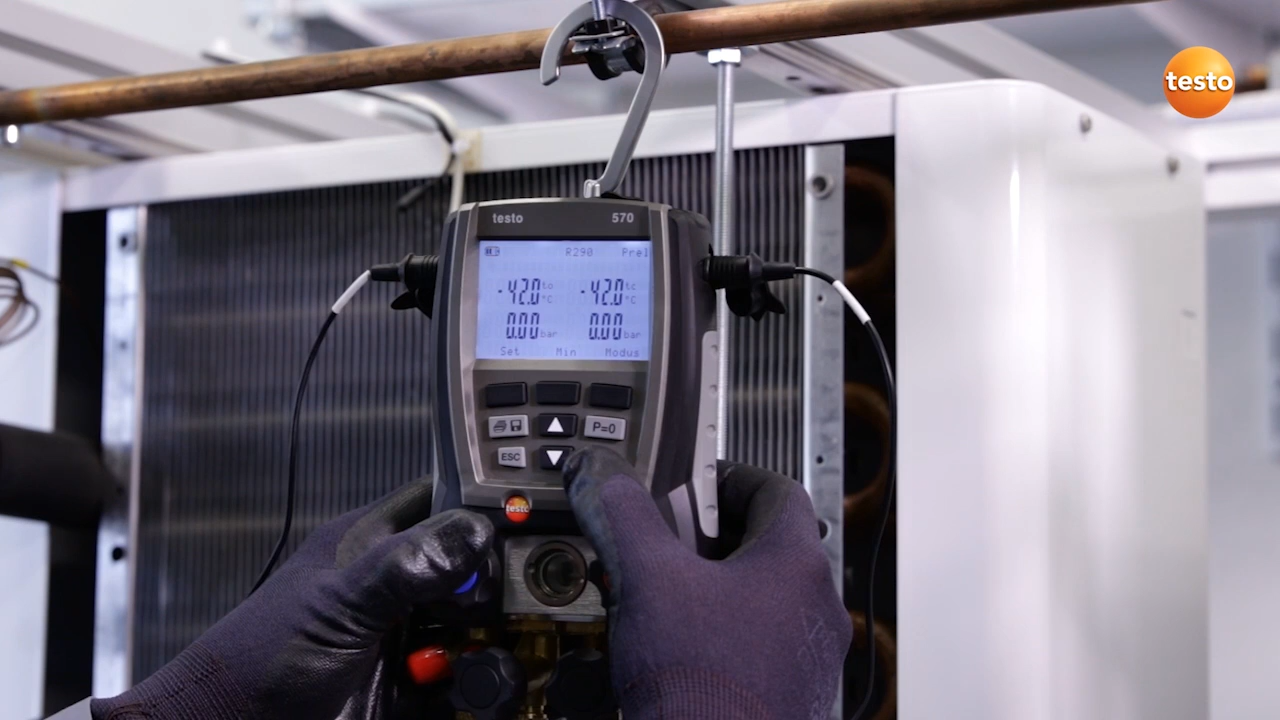 testo
testo 570
R290 Prel
-42.0 to °C -42.0 tc °C
0.00 bar 0.00 bar
Set Min Modus
P=0
ESC
testo